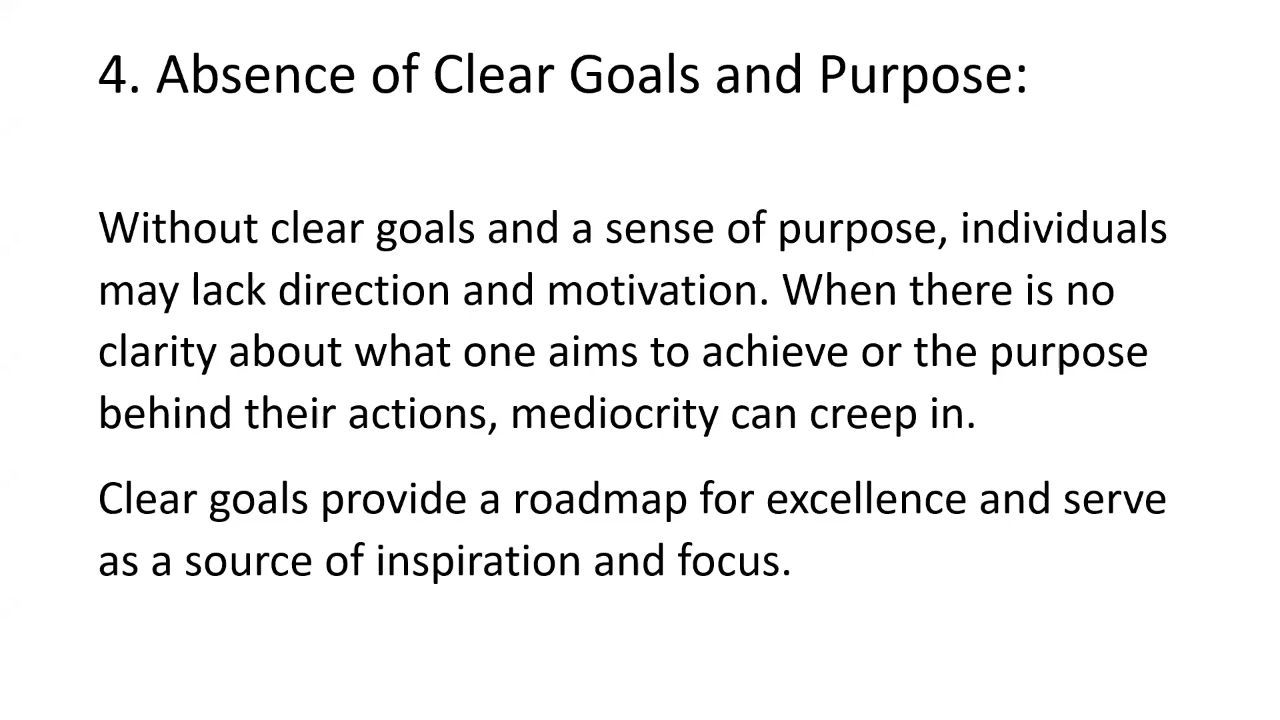 4. Absence of Clear Goals and Purpose:
Without clear goals and a sense of purpose, individuals
may lack direction and motivation. When there is no
clarity about what one aims to achieve or the purpose
behind their actions, mediocrity can creep in.
Clear goals provide a roadmap for excellence and serve
as a source of inspiration and focus.